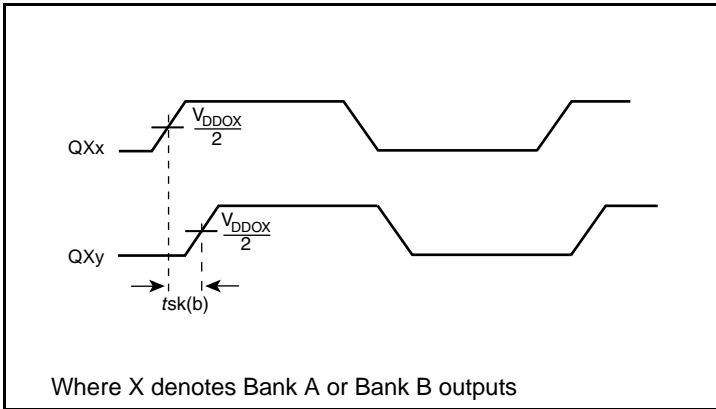 QXx
V_DDOX
2
QXy
V_DDOX
2
tsk(b)
Where X denotes Bank A or Bank B outputs